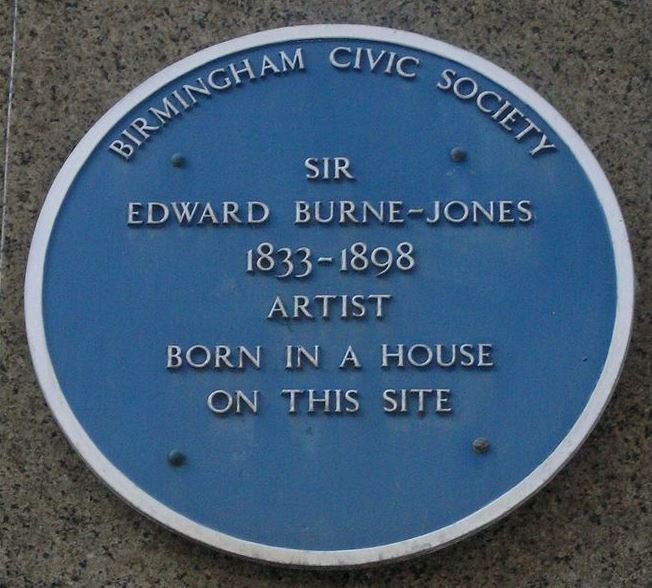 BIRMINGHAM CIVIC SOCIETY
SIR
EDWARD BURNE-JONES
1833-1898
ARTIST
BORN IN A HOUSE
ON THIS SITE